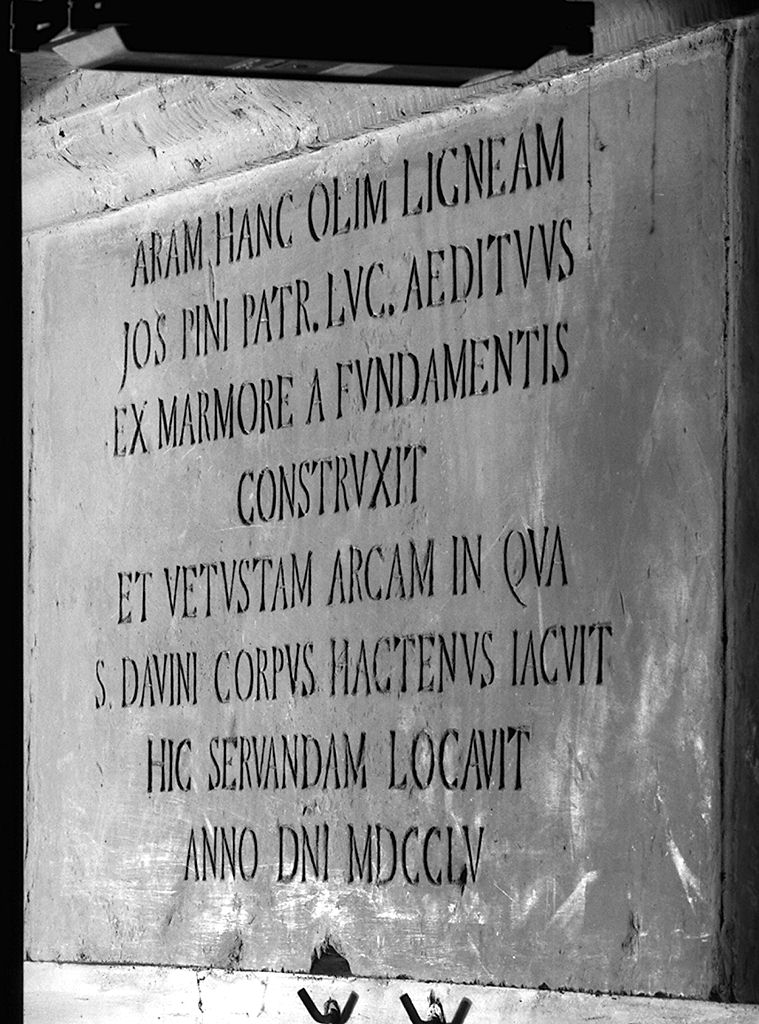 ARAM HANC OLIM LIGNEAM
JOS PINI PATR. LVC. AEDITVVS
EX MARMORE A FVNDAMENTIS
CONSTRVXIT
ET VETVSTAM ARCAM IN QVA
S. DAVINI CORPVS HACTENVS IACVIT
HIC SERVANDAM LOCAVIT
ANNO DNI MDCCLV